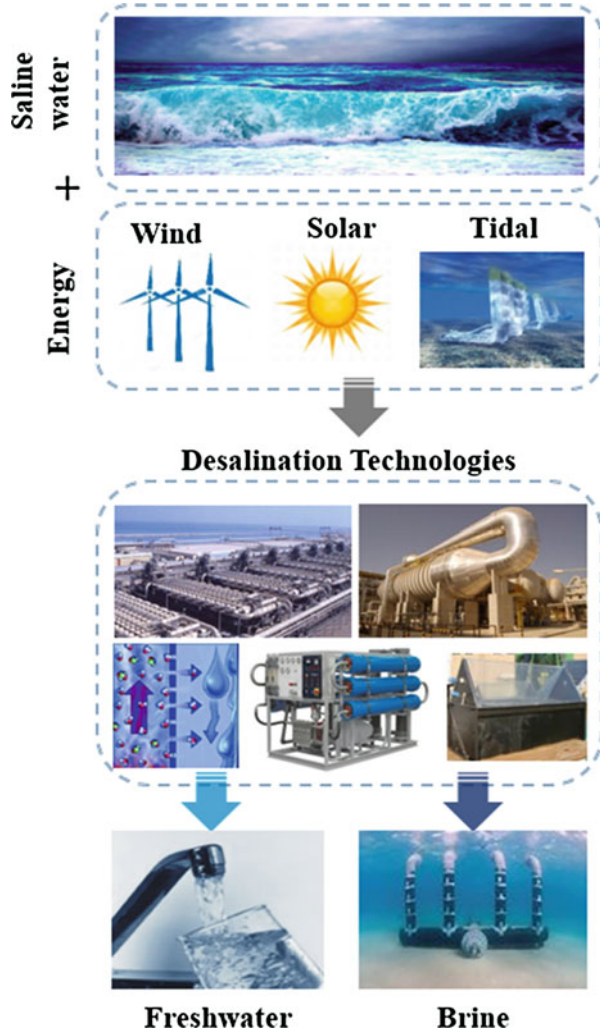 Saline
water
+
Energy
Wind
Solar
Tidal
Desalination Technologies
Freshwater
Brine